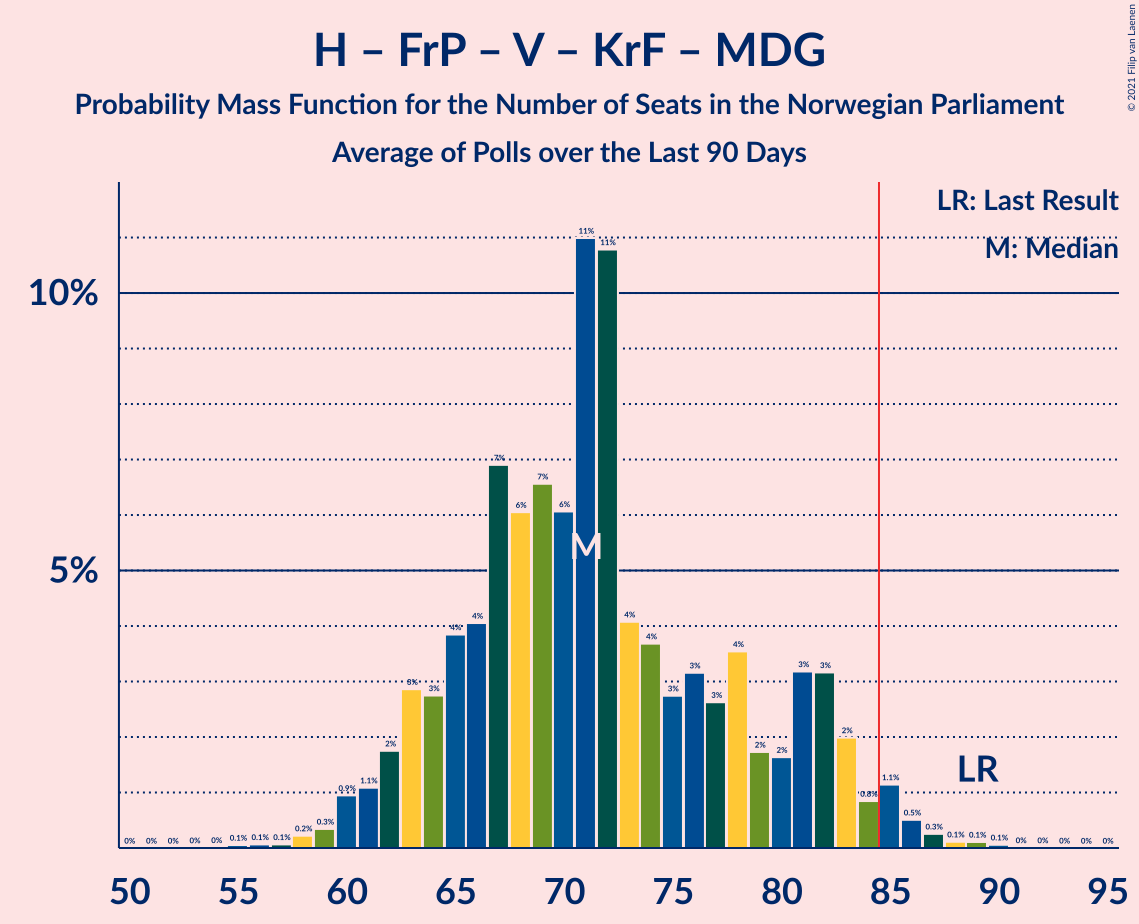 H – FrP – V – KrF – MDG
Probability Mass Function for the Number of Seats in the Norwegian Parliament
Average of Polls over the Last 90 Days
© 2021 Filip van Laenen
LR: Last Result
M: Median
10%
5%
0% 0% 0% 0% 0% 0.1% 0.1% 0.1% 0.2% 0.3% 0.9% 1.1% 2% 3% 3% 4% 4% 7% 6% 7% 6% 11% 11% 4% 4% 3% 3% 3% 4% 2% 2% 3% 3% 2% 0.8% 1.1% 0.5% 0.3% 0.1% 0.1% 0.1% 0% 0% 0% 0% 0%
M
LR
50 55 60 65 70 75 80 85 90 95